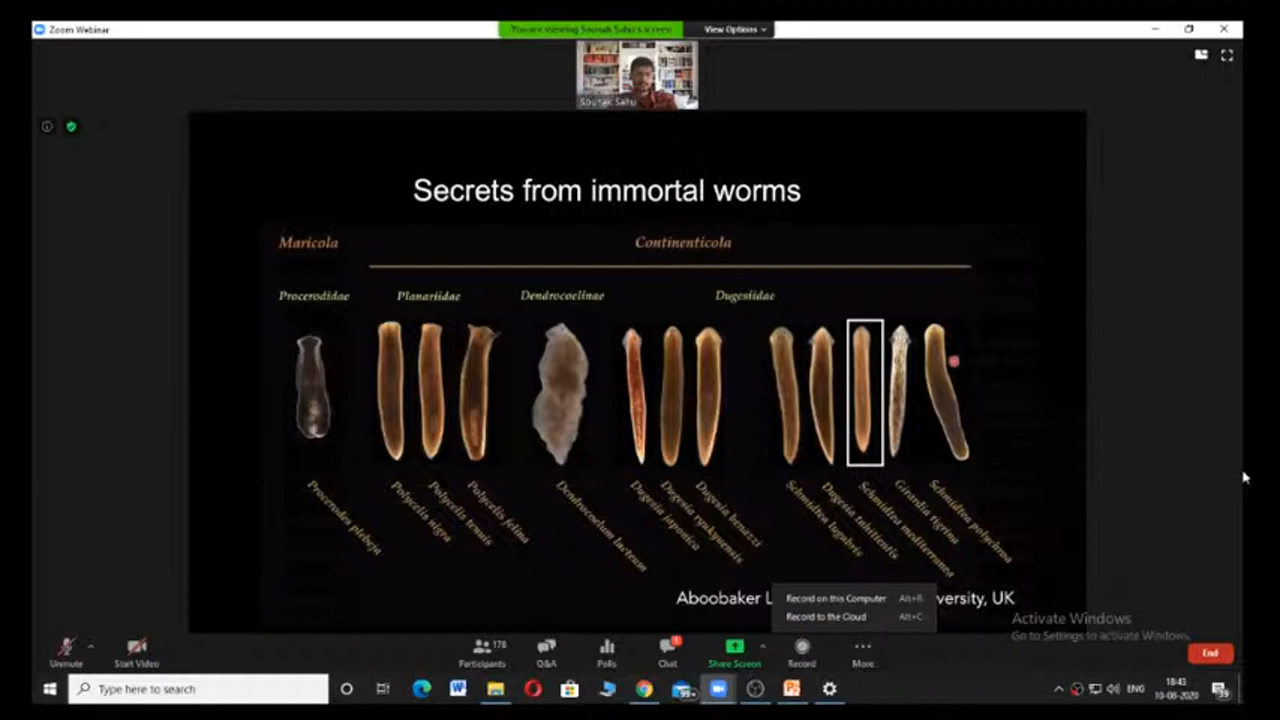 Zoom Webinar
You are viewing Sounak Sahu's screen
View Options
Sounak Sahu
Secrets from immortal worms
Maricola
Continenticola
Procerodidae
Planariidae
Dendrocoelinae
Dugesiidae
Procerodes plebeja
Polycelis nigra
Polycelis tenuis
Polycelis felina
Dendrocoelum lacteum
Dugesia japonica
Dugesia ryukyuensis
Dugesia benazzi
Schmidtea lugubris
Dugesia tahitientis
Schmidtea mediterranea
Girardia tigrina
Schmidtea polychroa
Aboobaker L
versity, UK
Record on this Computer Alt+R
Record to the Cloud Alt+C
Activate Windows
Go to Settings to activate Windows.
Unmute
Start Video
Participants
178
Q&A
Polls
Chat
1
Share Screen
Record
More
End
Type here to search
99+
ENG
18:43
10-08-2020
39